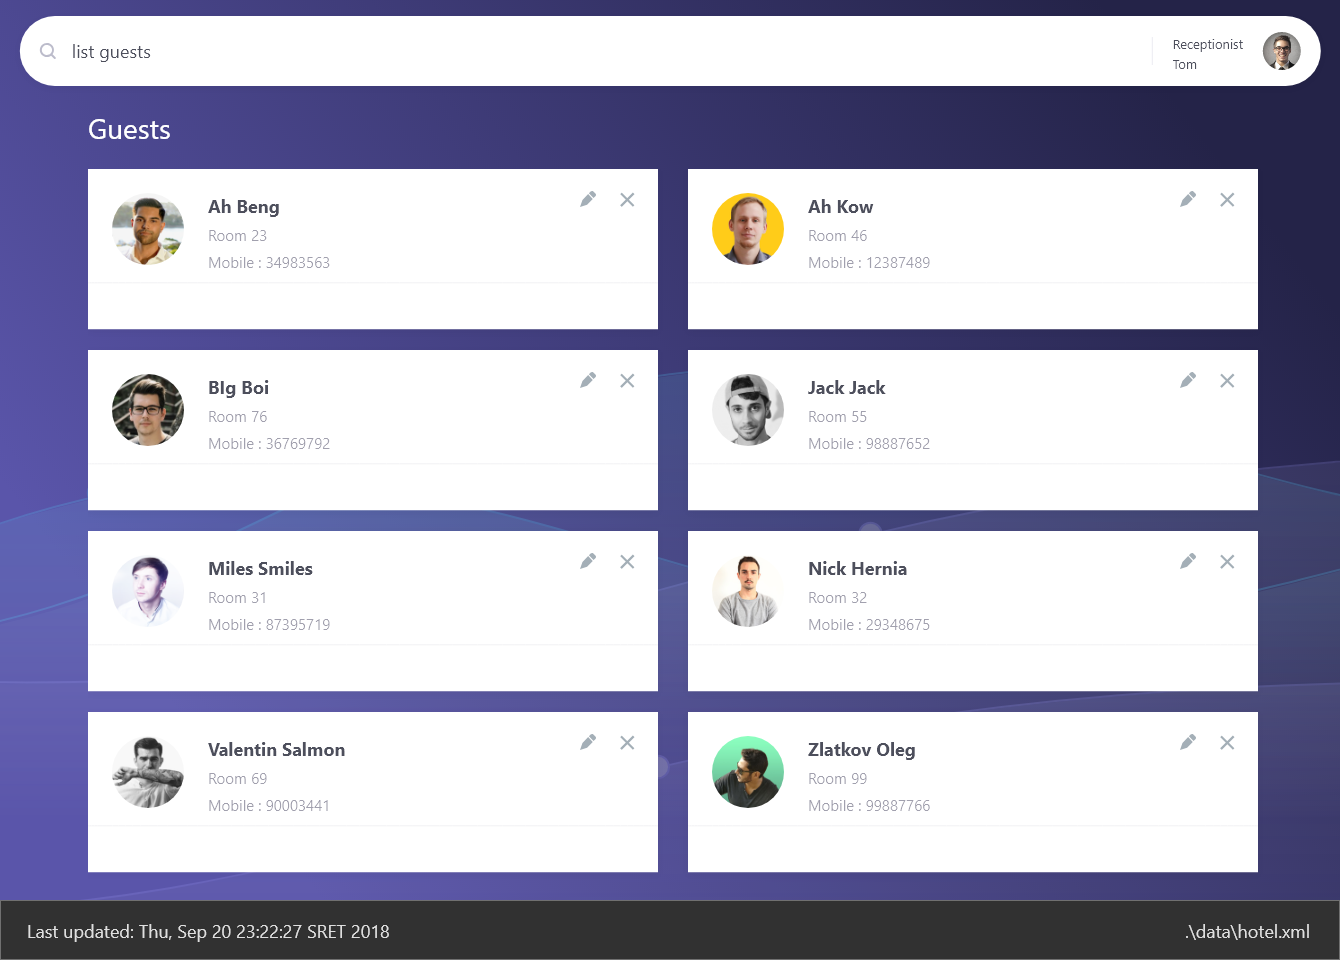 list guests
Receptionist
Tom
Guests
Ah Beng
Room 23
Mobile : 34983563
Ah Kow
Room 46
Mobile : 12387489
BIg Boi
Room 76
Mobile : 36769792
Jack Jack
Room 55
Mobile : 98887652
Miles Smiles
Room 31
Mobile : 87395719
Nick Hernia
Room 32
Mobile : 29348675
Valentin Salmon
Room 69
Mobile : 90003441
Zlatkov Oleg
Room 99
Mobile : 99887766
Last updated: Thu, Sep 20 23:22:27 SRET 2018
.\data\hotel.xml